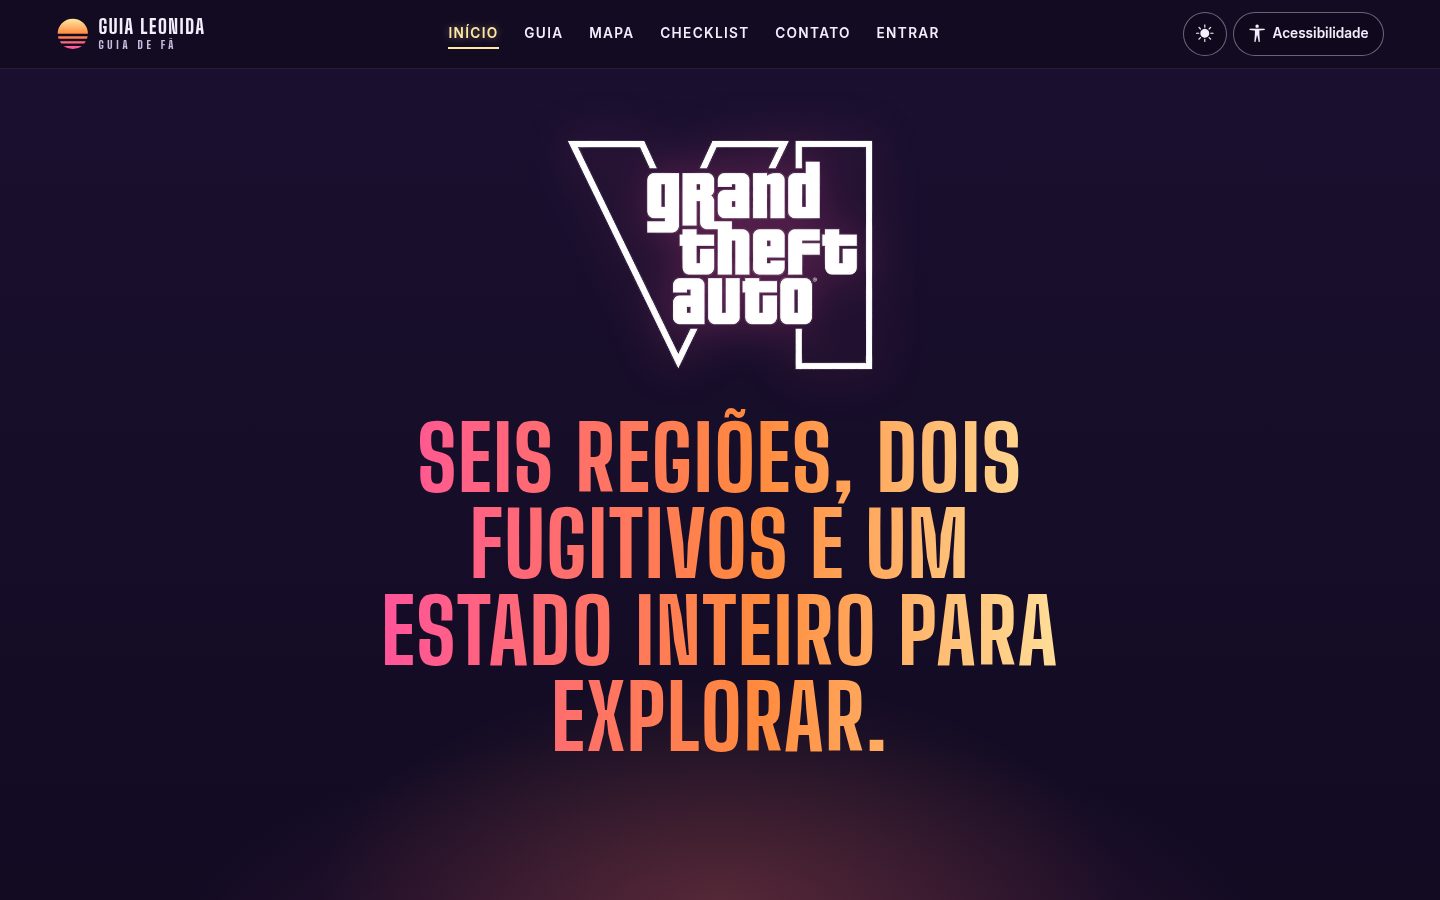 GUIA LEONIDA
GUIA DE FÃ
INÍCIO GUIA MAPA CHECKLIST CONTATO ENTRAR
Acessibilidade
VI
grand
theft
auto
SEIS REGIÕES, DOIS
FUGITIVOS E UM
ESTADO INTEIRO PARA
EXPLORAR.